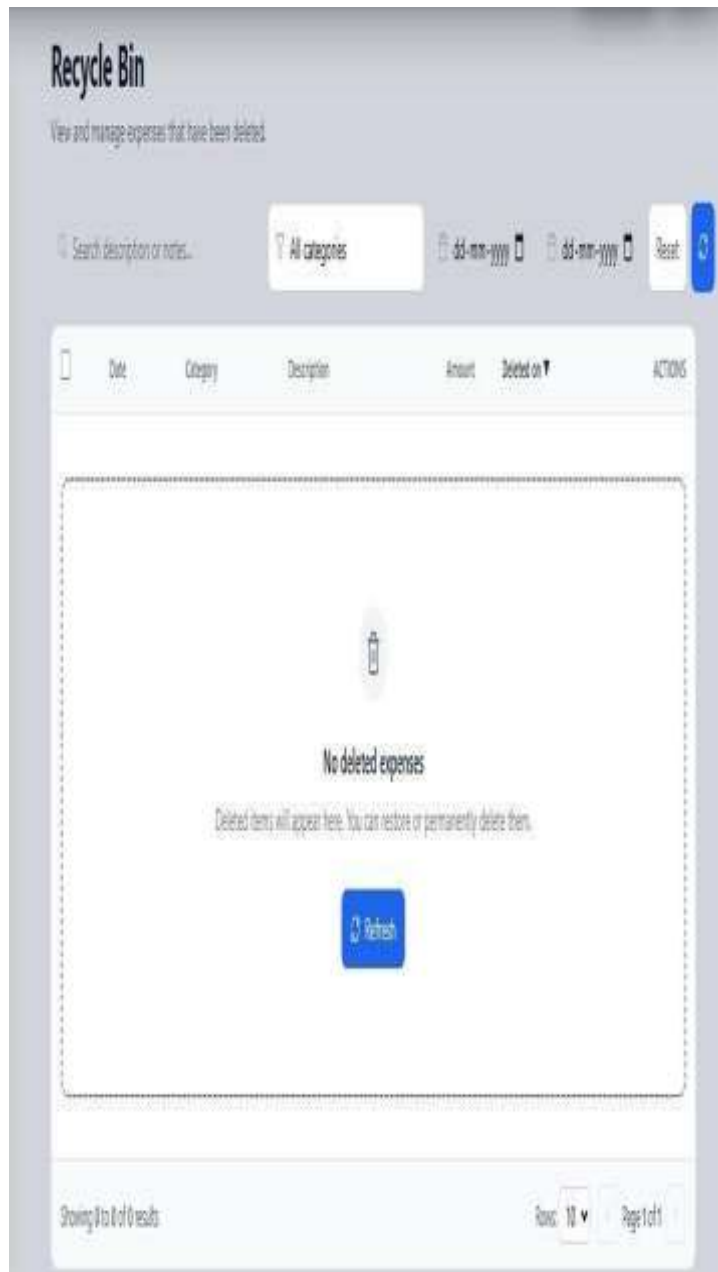 Recycle Bin
View and manage expenses that have been deleted.
Search description or notes...
All categories
dd-mm-yyyy
dd-mm-yyyy
Reset
Date Category Description Amount Deleted on ▼ ACTIONS
No deleted expenses
Deleted items will appear here. You can restore or permanently delete them.
Refresh
Showing 0 to 0 of 0 results
Rows: 10 Page 1 of 1